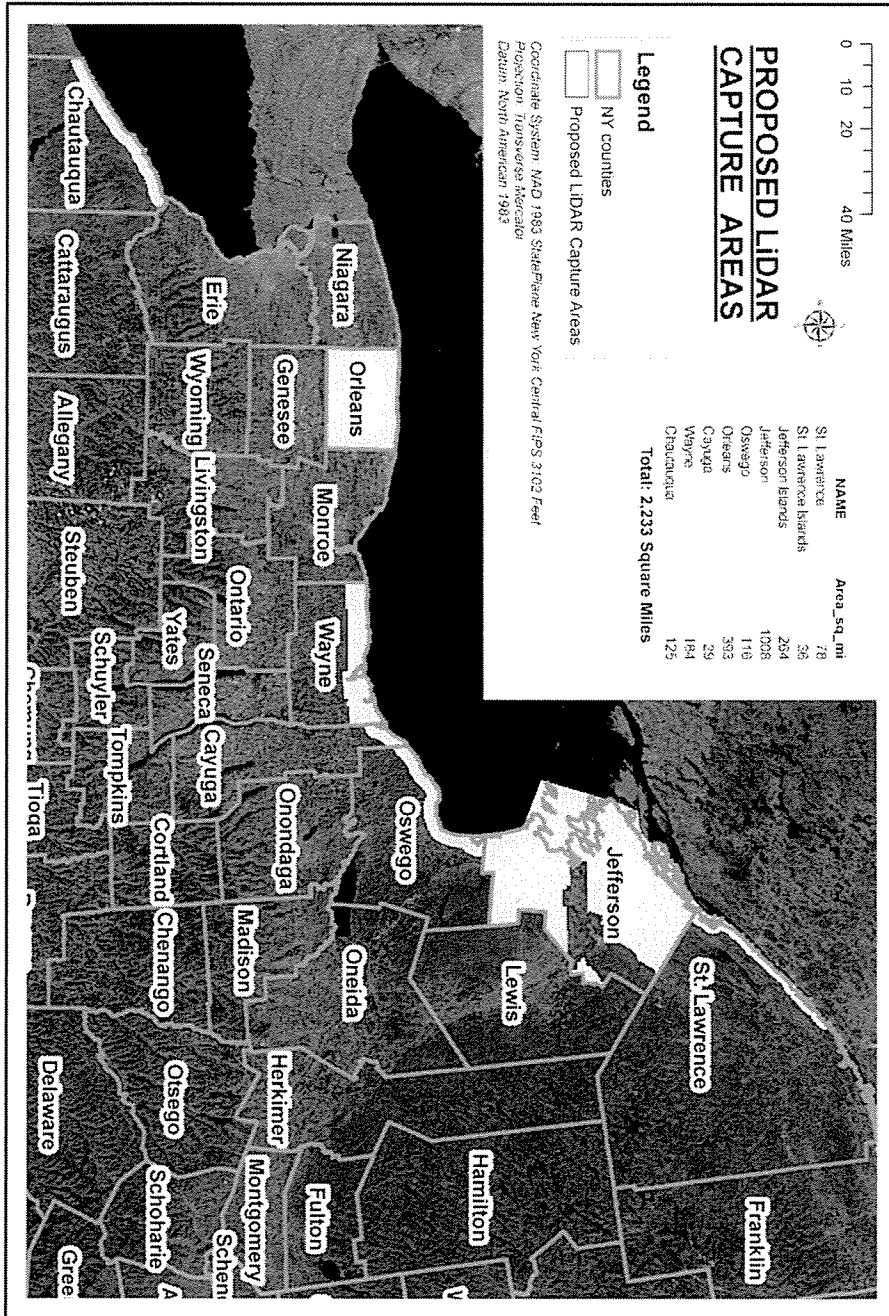 0 10 20 40 Miles
PROPOSED LiDAR
CAPTURE AREAS
Legend
NY counties
Proposed LiDAR Capture Areas
Coordinate System: NAD 1983 StatePlane New York Central FIPS 3102 Feet
Projection: Transverse Mercator
Datum: North American 1983
NAME Area_sq_mi
St. Lawrence 78
St. Lawrence Islands 36
Jefferson Islands 264
Jefferson 1008
Oswego 116
Orleans 393
Cayuga 29
Wayne 184
Chautauqua 125
Total: 2,233 Square Miles
Franklin
St. Lawrence
Jefferson
Lewis
Hamilton
Niagara
Orleans
Monroe
Wayne
Oswego
Oneida
Herkimer
Fulton
Erie
Genesee
Wyoming
Livingston
Ontario
Yates
Seneca
Cayuga
Onondaga
Madison
Montgomery
Schen
Chautauqua
Cattaraugus
Allegany
Steuben
Schuyler
Tompkins
Cortland
Chenango
Otsego
Schoharie
Tioga
Delaware
Gree
A